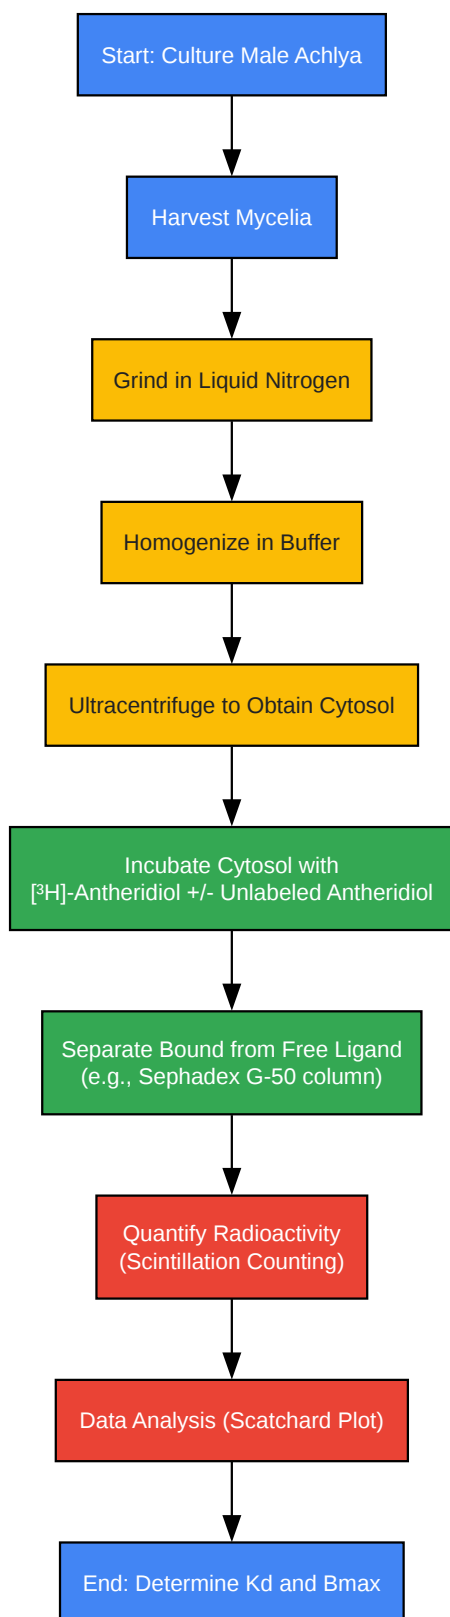 Start: Culture Male Achlya
Harvest Mycelia
Grind in Liquid Nitrogen
Homogenize in Buffer
Ultracentrifuge to Obtain Cytosol
Incubate Cytosol with
[³H]-Antheridiol +/- Unlabeled Antheridiol
Separate Bound from Free Ligand
(e.g., Sephadex G-50 column)
Quantify Radioactivity
(Scintillation Counting)
Data Analysis (Scatchard Plot)
End: Determine Kd and Bmax